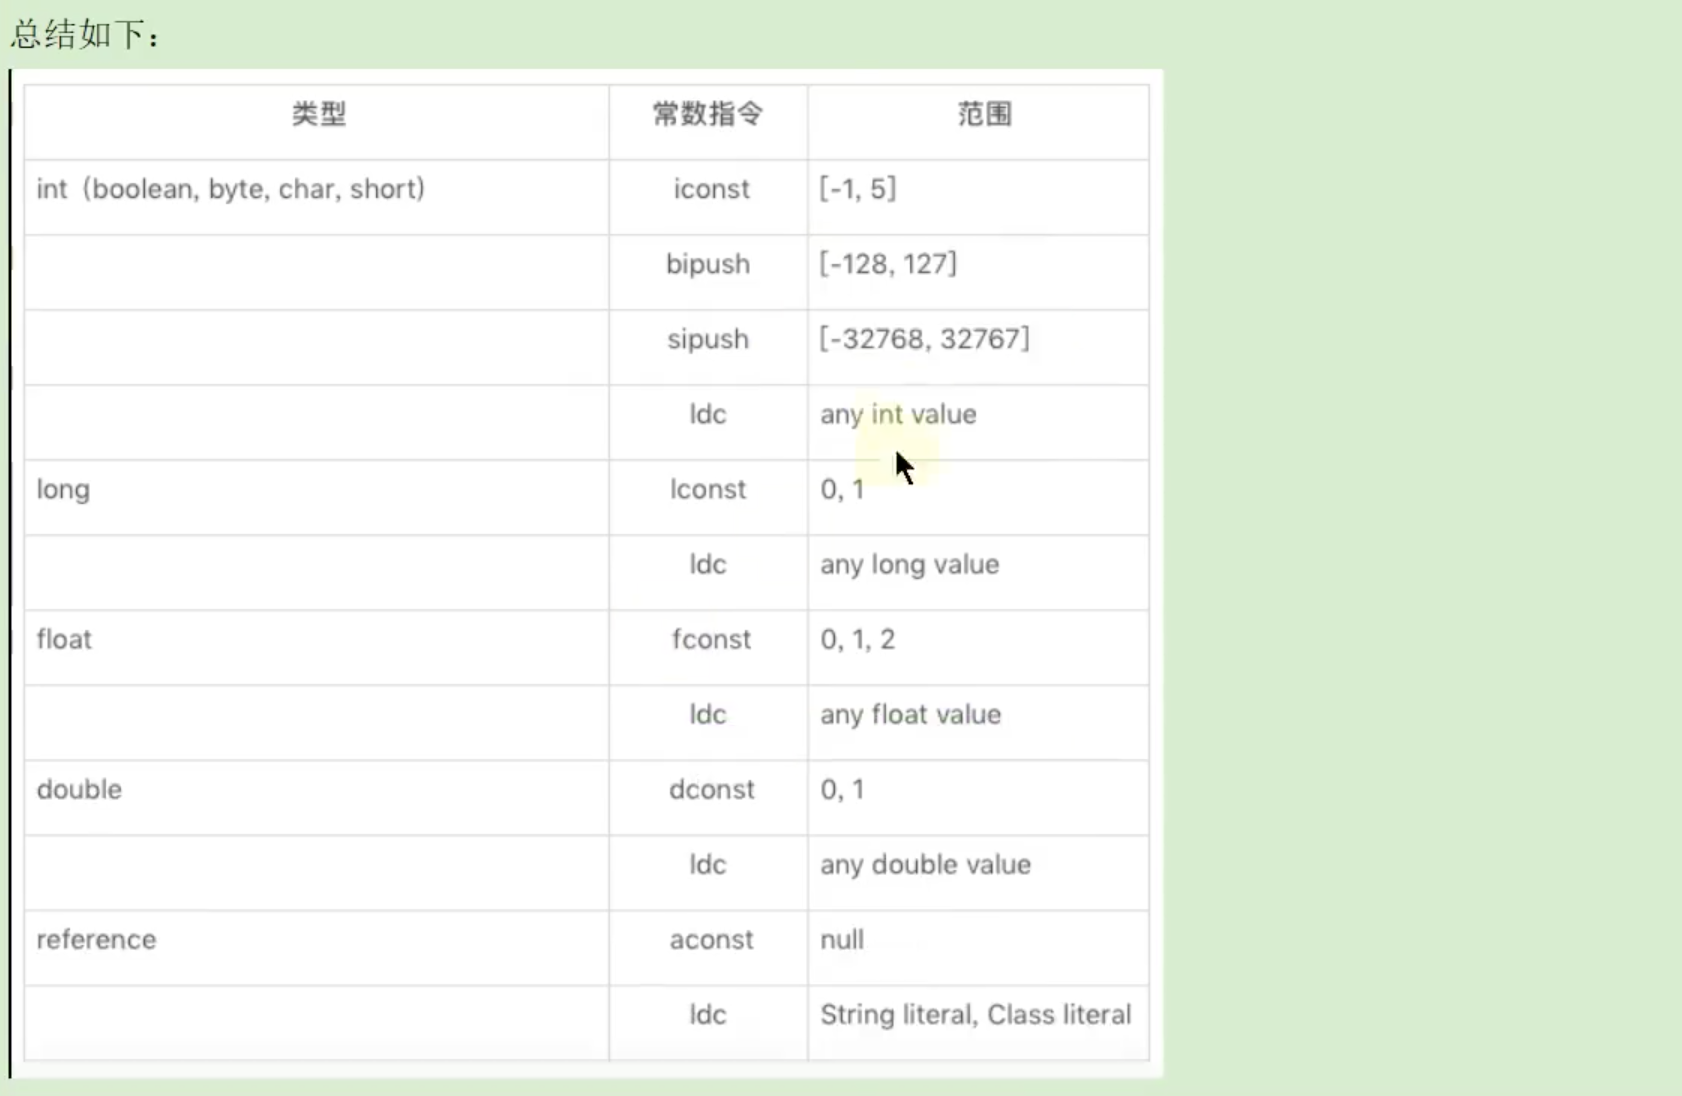 总结如下：
类型 常数指令 范围
int（boolean, byte, char, short） iconst [-1, 5]
bipush [-128, 127]
sipush [-32768, 32767]
ldc any int value
long lconst 0, 1
ldc any long value
float fconst 0, 1, 2
ldc any float value
double dconst 0, 1
ldc any double value
reference aconst null
ldc String literal, Class literal